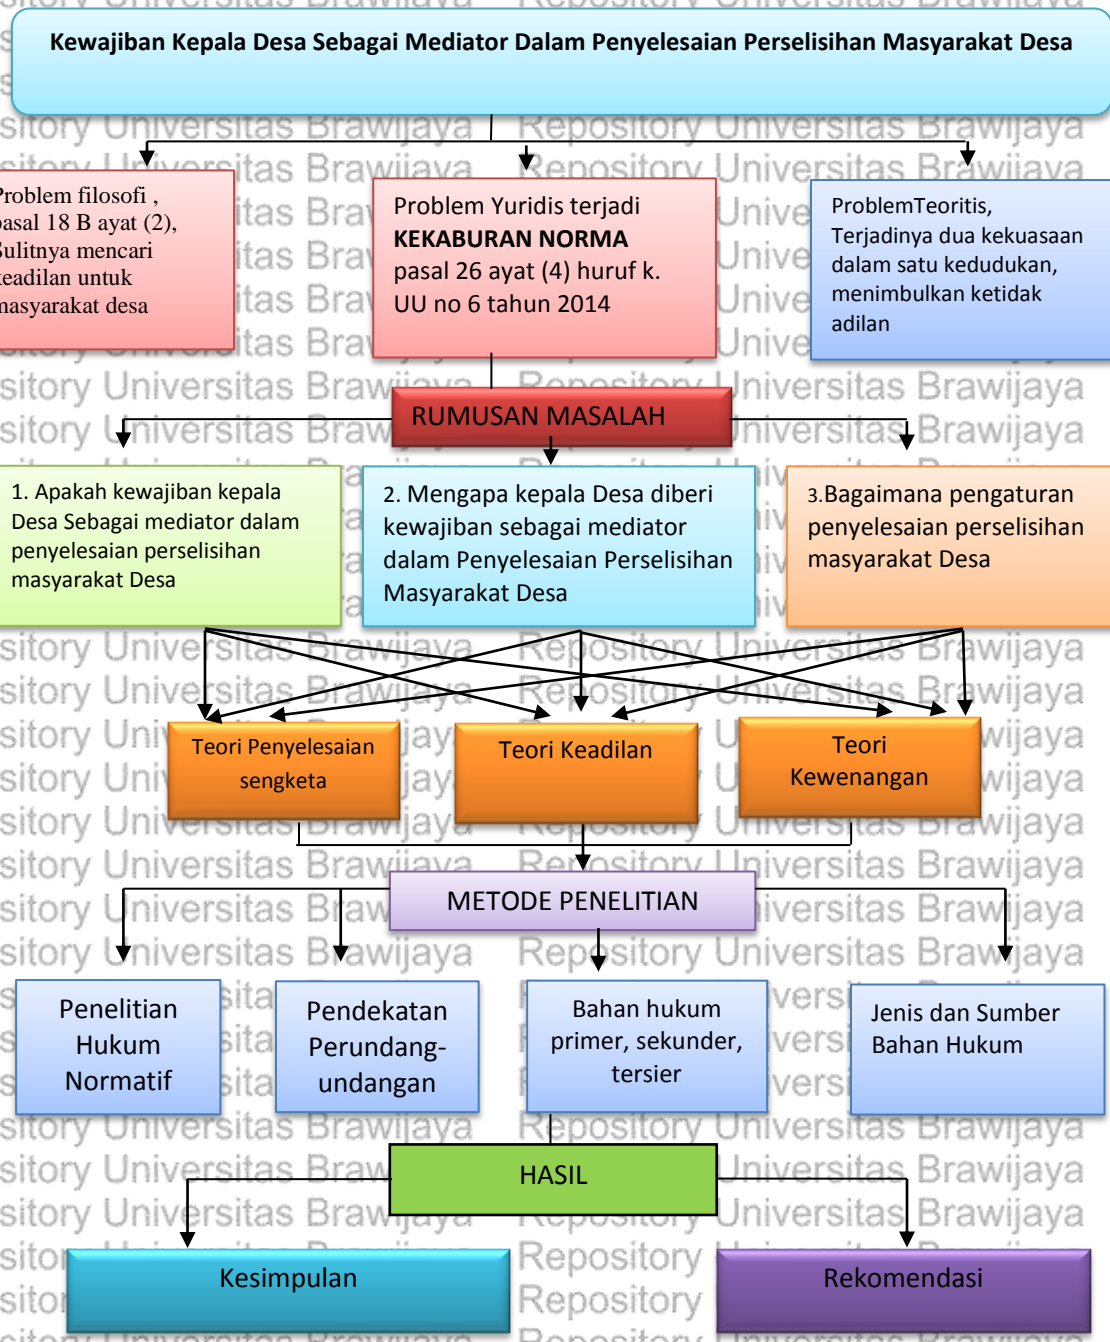 Kewajiban Kepala Desa Sebagai Mediator Dalam Penyelesaian Perselisihan Masyarakat Desa
Problem filosofi ,
pasal 18 B ayat (2),
Sulitnya mencari
keadilan untuk
masyarakat desa
Problem Yuridis terjadi
KEKABURAN NORMA
pasal 26 ayat (4) huruf k.
UU no 6 tahun 2014
ProblemTeoritis,
Terjadinya dua kekuasaan
dalam satu kedudukan,
menimbulkan ketidak
adilan
RUMUSAN MASALAH
1. Apakah kewajiban kepala
Desa Sebagai mediator dalam
penyelesaian perselisihan
masyarakat Desa
2. Mengapa kepala Desa diberi
kewajiban sebagai mediator
dalam Penyelesaian Perselisihan
Masyarakat Desa
3.Bagaimana pengaturan
penyelesaian perselisihan
masyarakat Desa
Teori Penyelesaian
sengketa
Teori Keadilan
Teori
Kewenangan
METODE PENELITIAN
Penelitian
Hukum
Normatif
Pendekatan
Perundang-
undangan
Bahan hukum
primer, sekunder,
tersier
Jenis dan Sumber
Bahan Hukum
HASIL
Kesimpulan
Rekomendasi
Repository Universitas Brawijaya